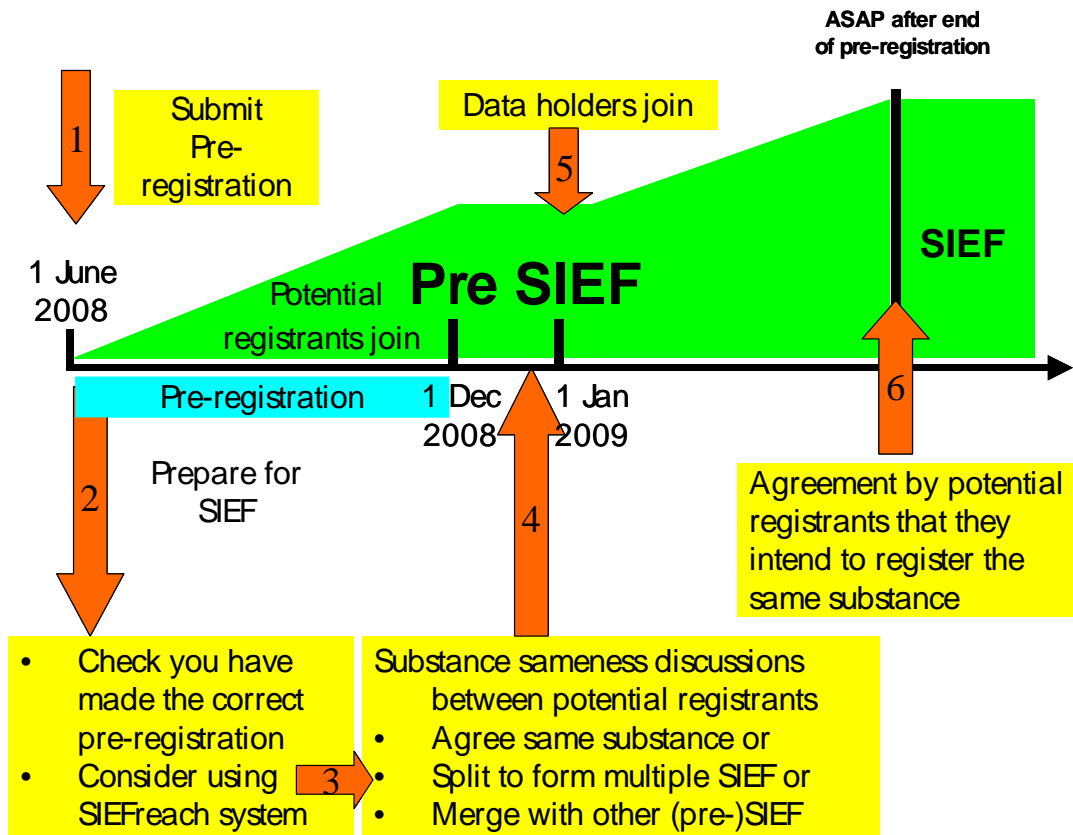 ASAP after end
of pre-registration
1
Submit
Pre-
registration
Data holders join
5
1 June
2008
Potential
registrants join
Pre SIEF
SIEF
Pre-registration
1 Dec
2008
1 Jan
2009
2
Prepare for
SIEF
4
6
Agreement by potential
registrants that they
intend to register the
same substance
• Check you have
made the correct
pre-registration
• Consider using
SIEFreach system
3
Substance sameness discussions
between potential registrants
• Agree same substance or
• Split to form multiple SIEF or
• Merge with other (pre-)SIEF